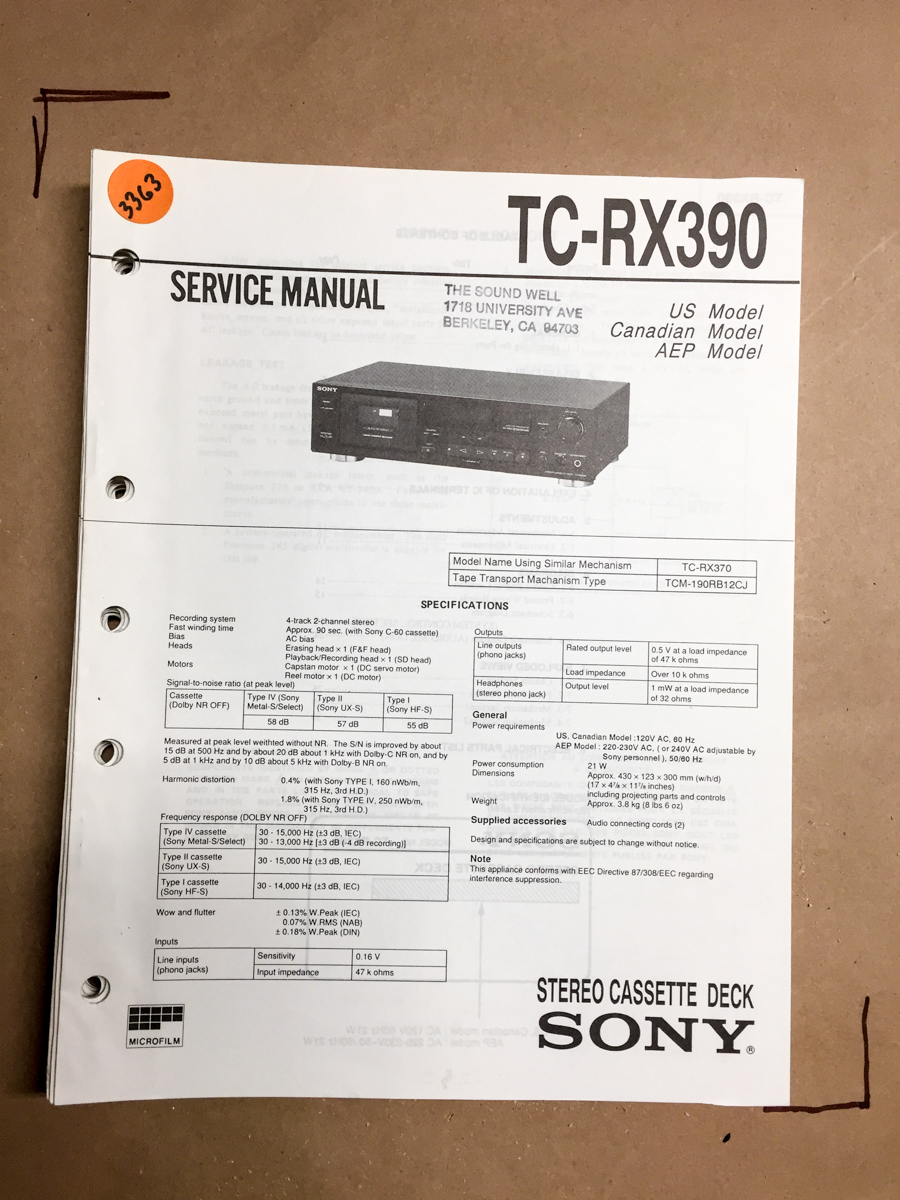 3363
TC-RX390
SERVICE MANUAL
THE SOUND WELL
1718 UNIVERSITY AVE
BERKELEY, CA 94703
US Model
Canadian Model
AEP Model
SONY
Model Name Using Similar Mechanism TC-RX370
Tape Transport Machanism Type TCM-190RB12CJ
SPECIFICATIONS
Recording system 4-track 2-channel stereo
Fast winding time Approx. 90 sec. (with Sony C-60 cassette)
Bias AC bias
Heads Erasing head × 1 (F&F head)
Playback/Recording head × 1 (SD head)
Motors Capstan motor × 1 (DC servo motor)
Reel motor × 1 (DC motor)
Signal-to-noise ratio (at peak level)
Cassette Type IV (Sony Type II Type I
(Dolby NR OFF) Metal-S/Select) (Sony UX-S) (Sony HF-S)
58 dB 57 dB 55 dB
Measured at peak level weithted without NR. The S/N is improved by about
15 dB at 500 Hz and by about 20 dB about 1 kHz with Dolby-C NR on, and by
5 dB at 1 kHz and by 10 dB about 5 kHz with Dolby-B NR on.
Harmonic distortion 0.4% (with Sony TYPE I, 160 nWb/m,
315 Hz, 3rd H.D.)
1.8% (with Sony TYPE IV, 250 nWb/m,
315 Hz, 3rd H.D.)
Frequency response (DOLBY NR OFF)
Type IV cassette 30 - 15,000 Hz (±3 dB, IEC)
(Sony Metal-S/Select) 30 - 13,000 Hz [±3 dB (-4 dB recording)]
Type II cassette
(Sony UX-S) 30 - 15,000 Hz (±3 dB, IEC)
Type I cassette
(Sony HF-S) 30 - 14,000 Hz (±3 dB, IEC)
Wow and flutter ± 0.13% W.Peak (IEC)
0.07% W.RMS (NAB)
± 0.18% W.Peak (DIN)
Inputs
Line inputs Sensitivity 0.16 V
(phono jacks) Input impedance 47 k ohms
Outputs
Line outputs Rated output level 0.5 V at a load impedance
(phono jacks) of 47 k ohms
Load impedance Over 10 k ohms
Headphones Output level 1 mW at a load impedance
(stereo phono jack) of 32 ohms
General
Power requirements
US, Canadian Model :120V AC, 60 Hz
AEP Model : 220-230V AC, ( or 240V AC adjustable by
Sony personnel ), 50/60 Hz
Power consumption 21 W
Dimensions Approx. 430 × 123 × 300 mm (w/h/d)
(17 × 4⅞ × 11⅞ inches)
including projecting parts and controls
Weight Approx. 3.8 kg (8 lbs 6 oz)
Supplied accessories Audio connecting cords (2)
Design and specifications are subject to change without notice.
Note
This appliance conforms with EEC Directive 87/308/EEC regarding
interference suppression.
MICROFILM
STEREO CASSETTE DECK
SONY®